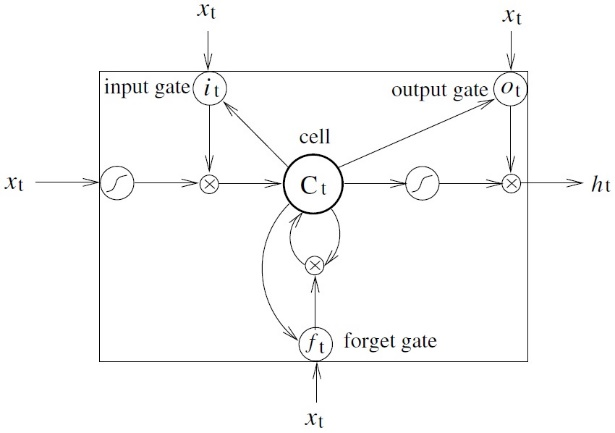 xt xt
input gate it output gate ot
cell
xt Ct ht
ft forget gate
xt